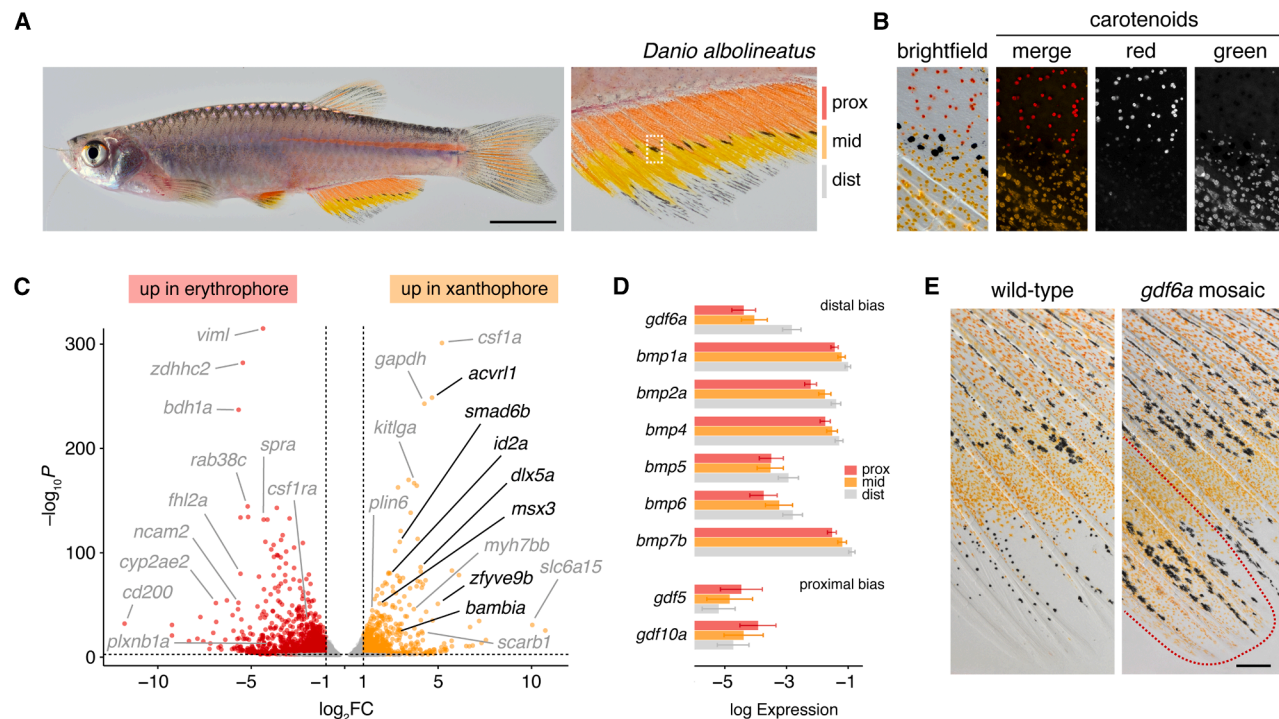 A
Danio albolineatus
prox
mid
dist
B
carotenoids
brightfield
merge
red
green
C
up in erythrophore
up in xanthophore
viml
zdhhc2
bdh1a
spra
rab38c
csf1ra
fhl2a
ncam2
cyp2ae2
cd200
plxnb1a
csf1a
gapdh
acvrl1
smad6b
kitlga
id2a
dlx5a
plin6
msx3
myh7bb
slc6a15
zfyve9b
bambia
scarb1
300
200
100
0
−log10P
−10
−5
−1
1
5
10
log2FC
D
distal bias
gdf6a
bmp1a
bmp2a
bmp4
bmp5
bmp6
bmp7b
prox
mid
dist
proximal bias
gdf5
gdf10a
−5
−3
−1
log Expression
E
wild-type
gdf6a mosaic